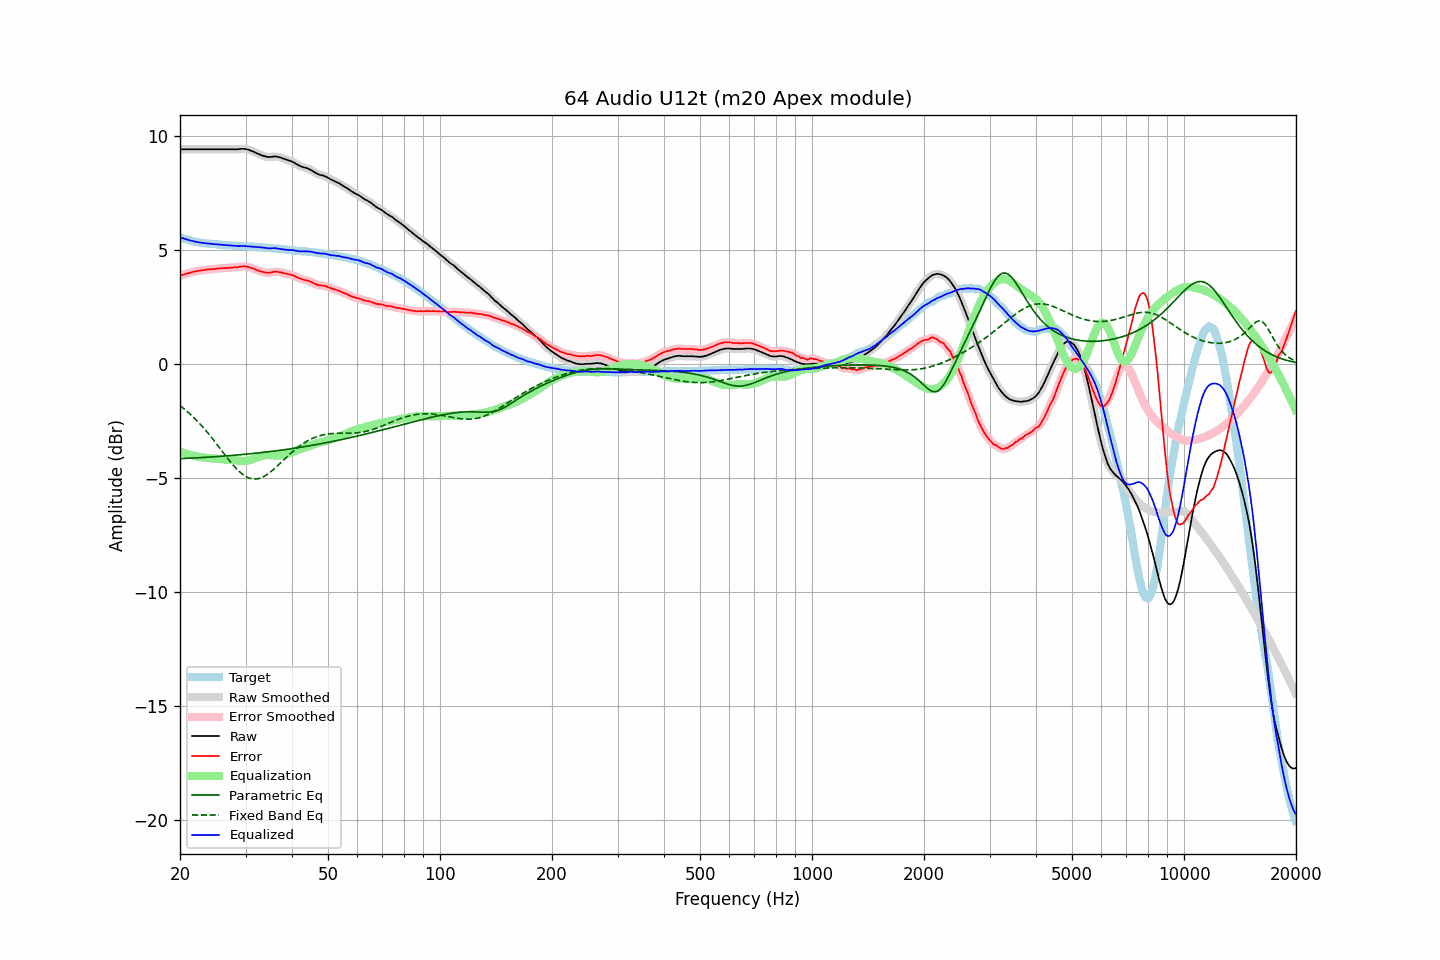 64 Audio U12t (m20 Apex module)
10
5
0
−5
−10
−15
−20
Amplitude (dBr)
Target
Raw Smoothed
Error Smoothed
Raw
Error
Equalization
Parametric Eq
Fixed Band Eq
Equalized
20 50 100 200 500 1000 2000 5000 10000 20000
Frequency (Hz)